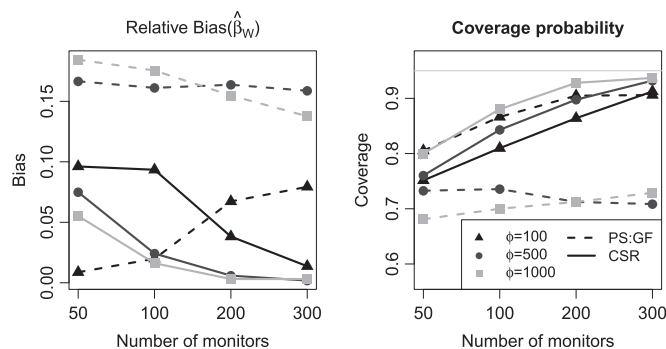 Relative Bias(β̂_W)
Bias
0.00
0.05
0.10
0.15
50 100 200 300
Number of monitors
Coverage probability
Coverage
0.6
0.7
0.8
0.9
50 100 200 300
Number of monitors
ϕ=100
ϕ=500
ϕ=1000
PS:GF
CSR